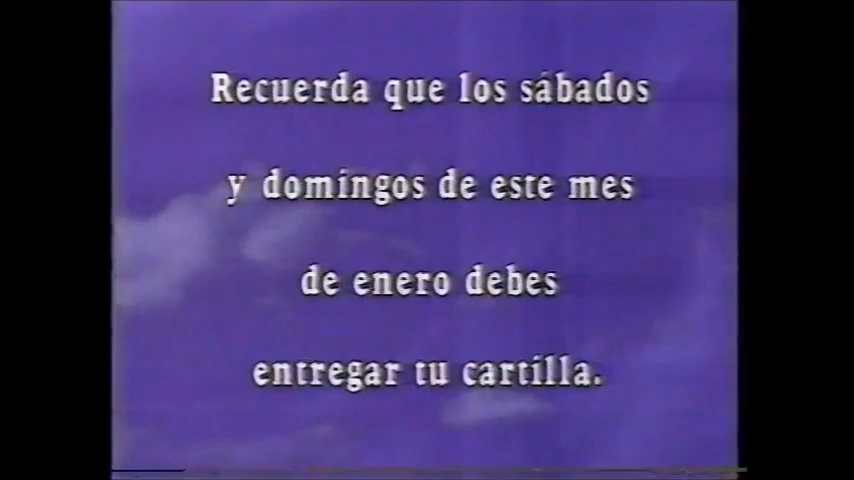 Recuerda que los sábados
y domingos de este mes
de enero debes
entregar tu cartilla.